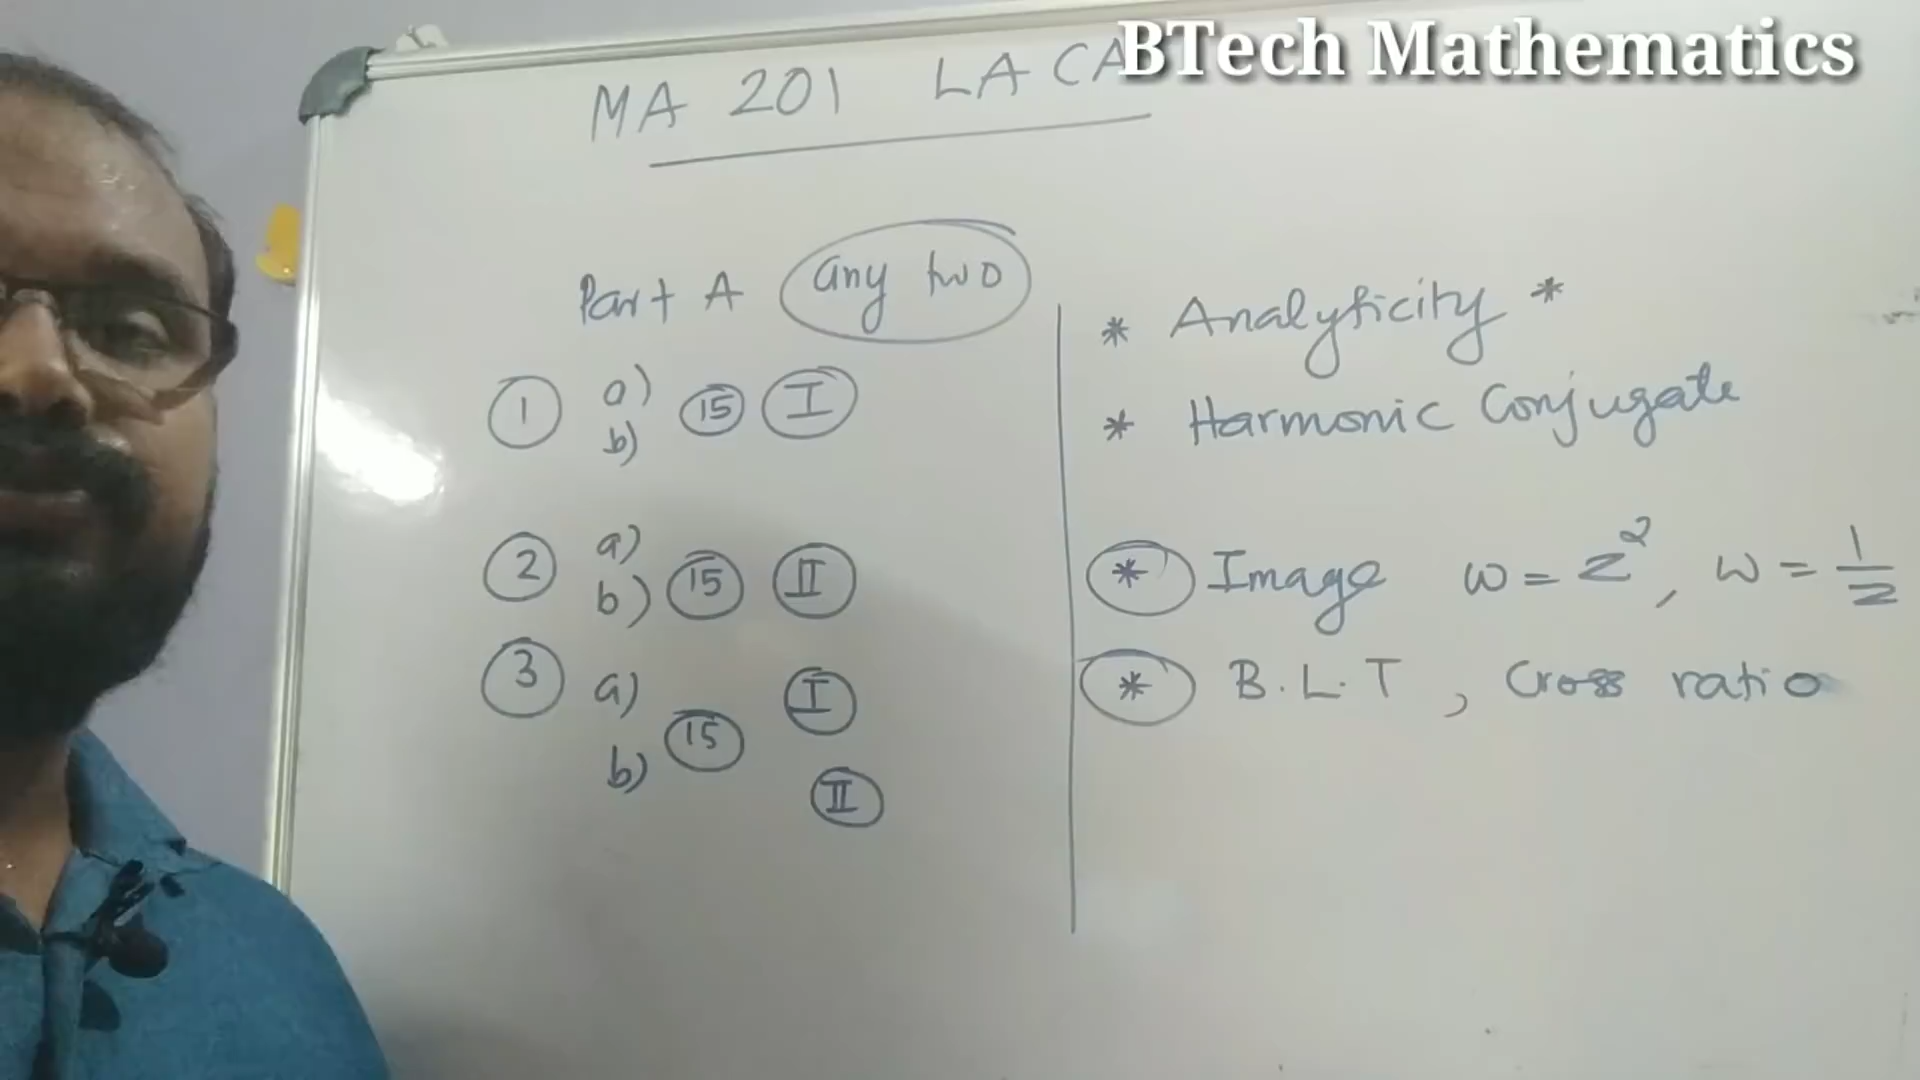 BTech Mathematics
MA 201 LA CA
Part A any two
1 a) 15 I
b)
2 a)
b) 15 II
3 a) I
b) 15
II
* Analyticity *
* Harmonic Conjugate
* Image w = z², w = 1/z
* B.L.T , Cross ratio